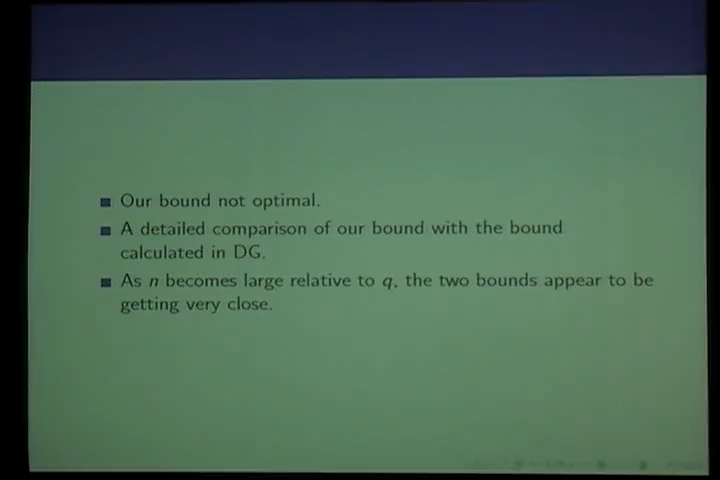 Our bound not optimal.
A detailed comparison of our bound with the bound
calculated in DG.
As n becomes large relative to q, the two bounds appear to be
getting very close.